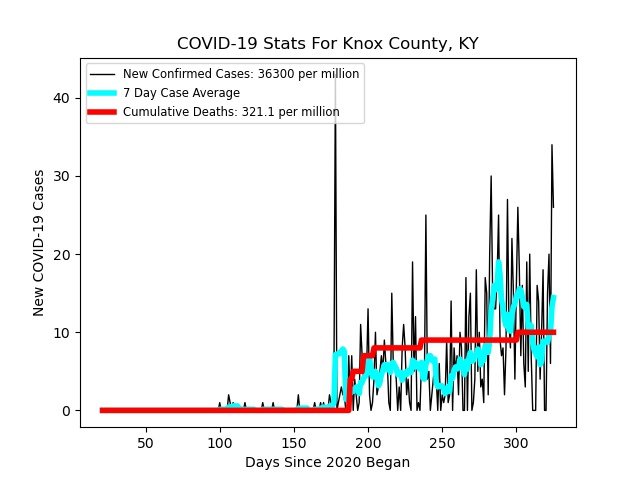 COVID-19 Stats For Knox County, KY
New Confirmed Cases: 36300 per million
7 Day Case Average
Cumulative Deaths: 321.1 per million
New COVID-19 Cases
40
30
20
10
0
50 100 150 200 250 300
Days Since 2020 Began